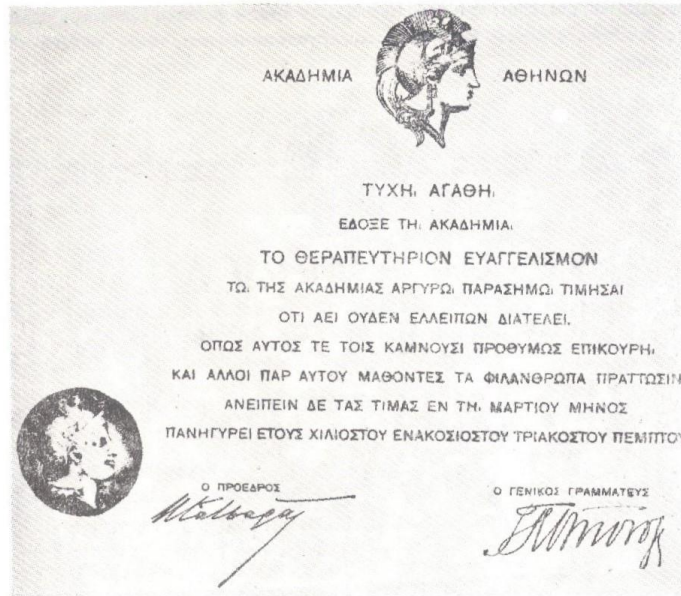 ΑΚΑΔΗΜΙΑ ΑΘΗΝΩΝ
ΤΥΧΗι ΑΓΑΘΗι
ΕΔΟΞΕ ΤΗι ΑΚΑΔΗΜΙΑι
ΤΟ ΘΕΡΑΠΕΥΤΗΡΙΟΝ ΕΥΑΓΓΕΛΙΣΜΟΝ
ΤΩι ΤΗΣ ΑΚΑΔΗΜΙΑΣ ΑΡΓΥΡΩι ΠΑΡΑΣΗΜΩι ΤΙΜΗΣΑΙ
ΟΤΙ ΑΕΙ ΟΥΔΕΝ ΕΛΛΕΙΠΩΝ ΔΙΑΤΕΛΕΙ.
ΟΠΩΣ ΑΥΤΟΣ ΤΕ ΤΟΙΣ ΚΑΜΝΟΥΣΙ ΠΡΟΘΥΜΩΣ ΕΠΙΚΟΥΡΗι
ΚΑΙ ΑΛΛΟΙ ΠΑΡ ΑΥΤΟΥ ΜΑΘΟΝΤΕΣ ΤΑ ΦΙΛΑΝΘΡΩΠΑ ΠΡΑΤΤΩΣΙΝ
ΑΝΕΙΠΕΙΝ ΔΕ ΤΑΣ ΤΙΜΑΣ ΕΝ ΤΗι ΜΑΡΤΙΟΥ ΜΗΝΟΣ
ΠΑΝΗΓΥΡΕΙ ΕΤΟΥΣ ΧΙΛΙΟΣΤΟΥ ΕΝΑΚΟΣΙΟΣΤΟΥ ΤΡΙΑΚΟΣΤΟΥ ΠΕΜΠΤΟΥ
Ο ΠΡΟΕΔΡΟΣ Ο ΓΕΝΙΚΟΣ ΓΡΑΜΜΑΤΕΥΣ